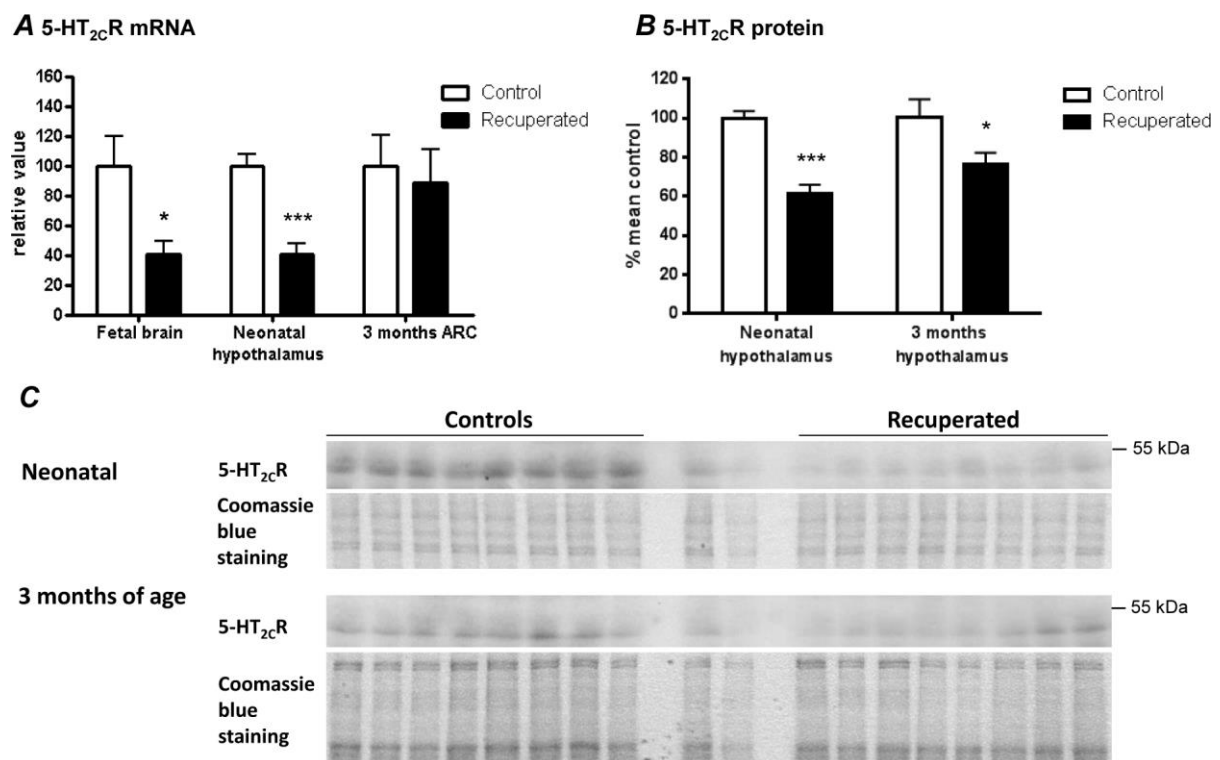 A 5-HT2CR mRNA
160
140
120
100
80
60
40
20
0
relative value
Control
Recuperated
*
***
Fetal brain
Neonatal
hypothalamus
3 months ARC
B 5-HT2CR protein
120
100
80
60
40
20
0
% mean control
Control
Recuperated
***
*
Neonatal
hypothalamus
3 months
hypothalamus
C
Controls
Recuperated
Neonatal
5-HT2CR
55 kDa
Coomassie
blue
staining
3 months of age
5-HT2CR
55 kDa
Coomassie
blue
staining